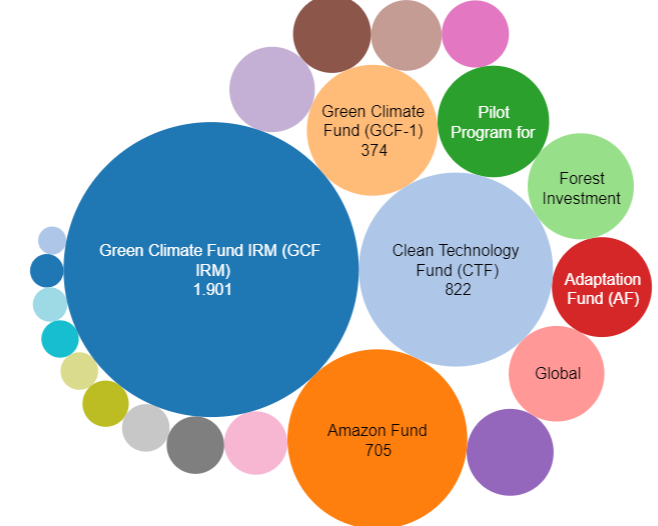 Green Climate
Fund (GCF-1)
374
Pilot
Program for
Forest
Investment
Green Climate Fund IRM (GCF
IRM)
1.901
Clean Technology
Fund (CTF)
822
Adaptation
Fund (AF)
Global
Amazon Fund
705